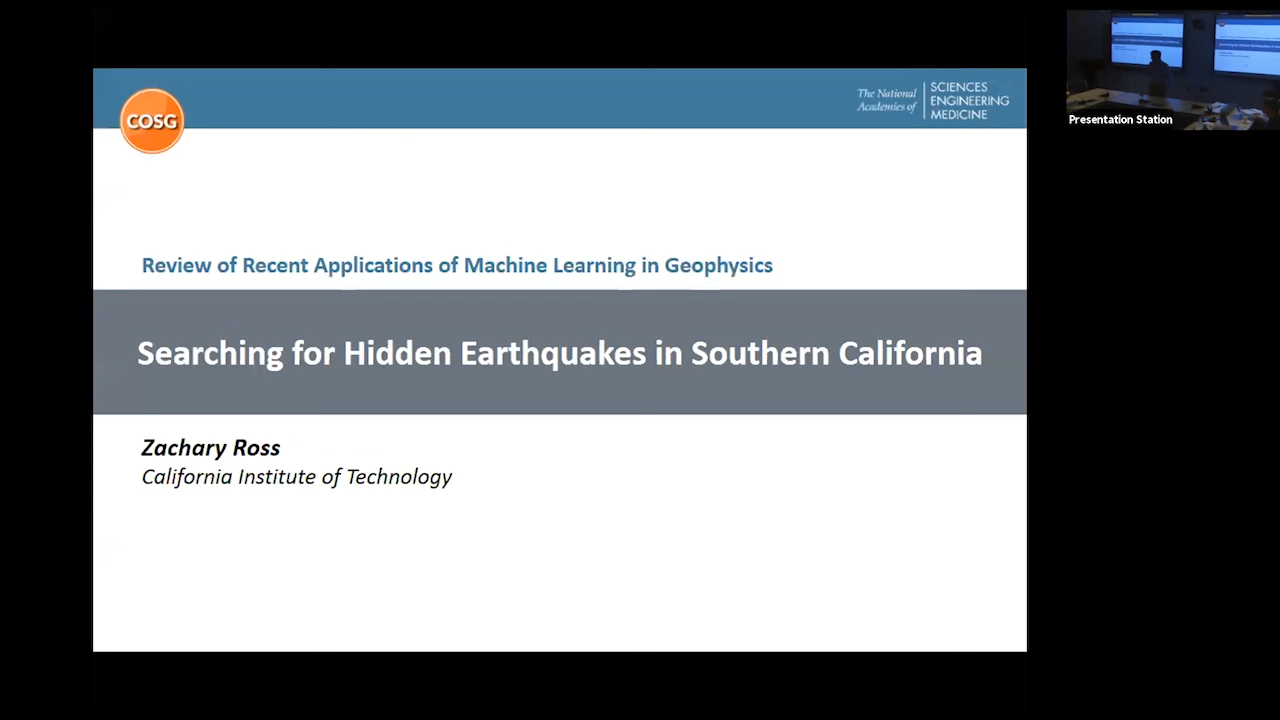 COSG
The National
Academies of
SCIENCES
ENGINEERING
MEDICINE
Review of Recent Applications of Machine Learning in Geophysics
Searching for Hidden Earthquakes in Southern California
Zachary Ross
California Institute of Technology
Presentation Station